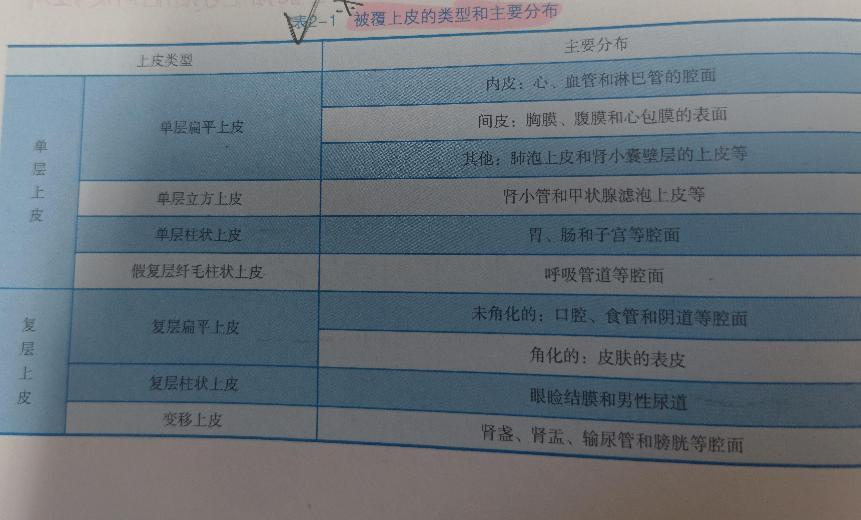 表2-1 被覆上皮的类型和主要分布
上皮类型 主要分布
单层上皮 单层扁平上皮 内皮：心、血管和淋巴管的腔面
间皮：胸膜、腹膜和心包膜的表面
其他：肺泡上皮和肾小囊壁层的上皮等
单层立方上皮 肾小管和甲状腺滤泡上皮等
单层柱状上皮 胃、肠和子宫等腔面
假复层纤毛柱状上皮 呼吸管道等腔面
复层上皮 复层扁平上皮 未角化的：口腔、食管和阴道等腔面
角化的：皮肤的表皮
复层柱状上皮 眼睑结膜和男性尿道
变移上皮 肾盏、肾盂、输尿管和膀胱等腔面